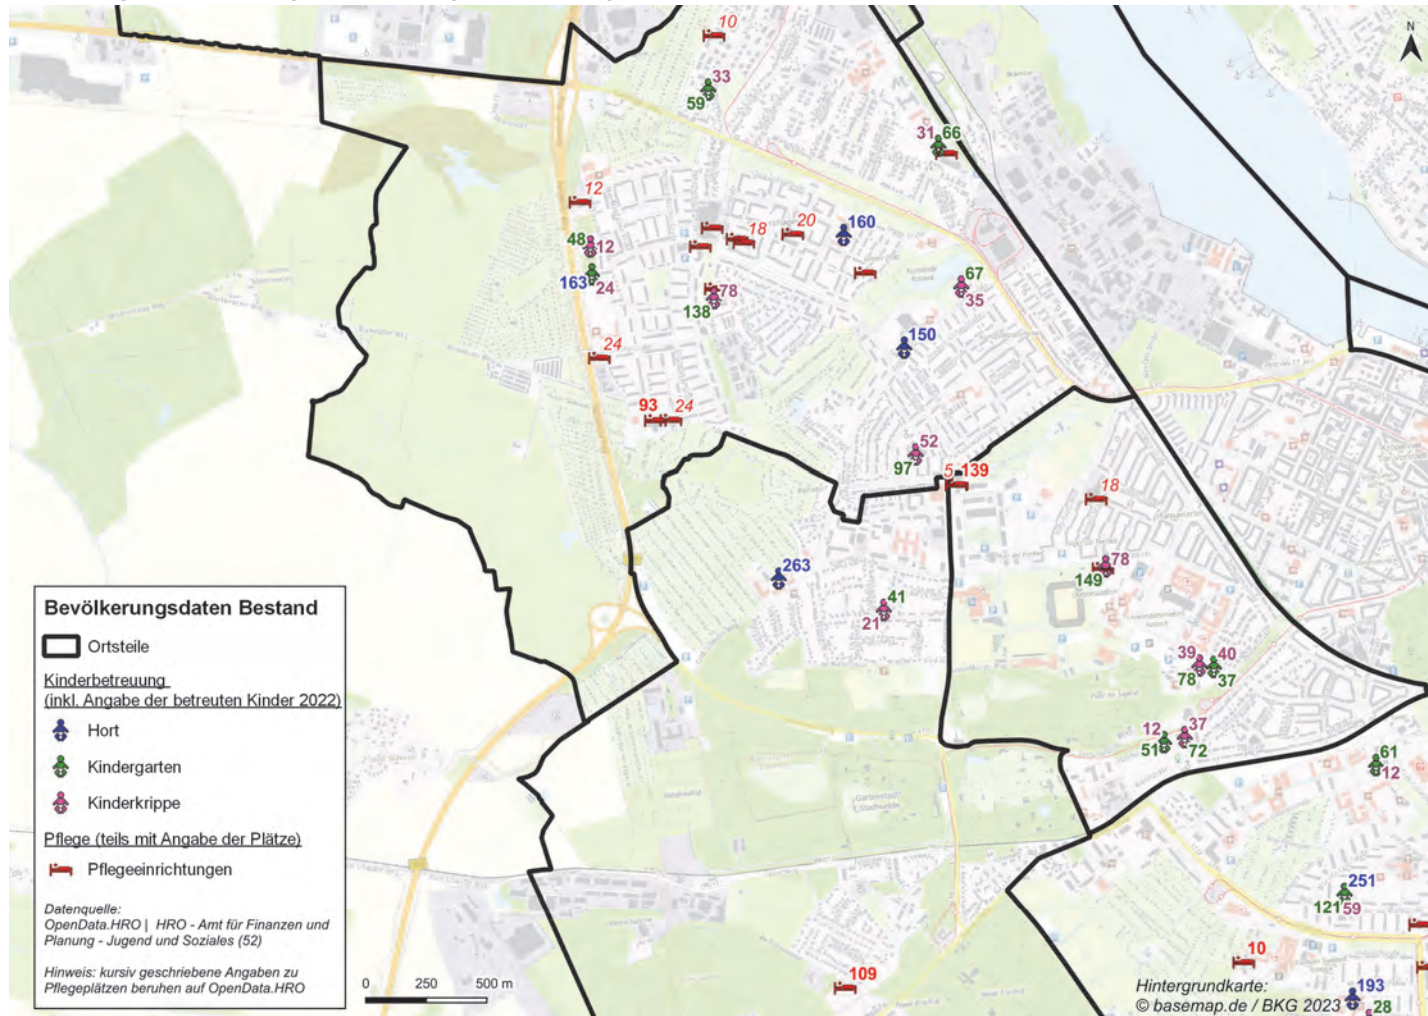 N
10
33
59
31 66
12
48 12
163 24
18
20
160
78
138
67
35
150
24
93 24
52
97
5 139
18
263
41
21
78
149
39 40
78 37
12 37
51 72
61
12
251
121 59
10
193
28
109
Bevölkerungsdaten Bestand
Ortsteile
Kinderbetreuung
(inkl. Angabe der betreuten Kinder 2022)
Hort
Kindergarten
Kinderkrippe
Pflege (teils mit Angabe der Plätze)
Pflegeeinrichtungen
Datenquelle:
OpenData.HRO | HRO - Amt für Finanzen und
Planung - Jugend und Soziales (52)
Hinweis: kursiv geschriebene Angaben zu
Pflegeplätzen beruhen auf OpenData.HRO
0 250 500 m
Hintergrundkarte:
© basemap.de / BKG 2023